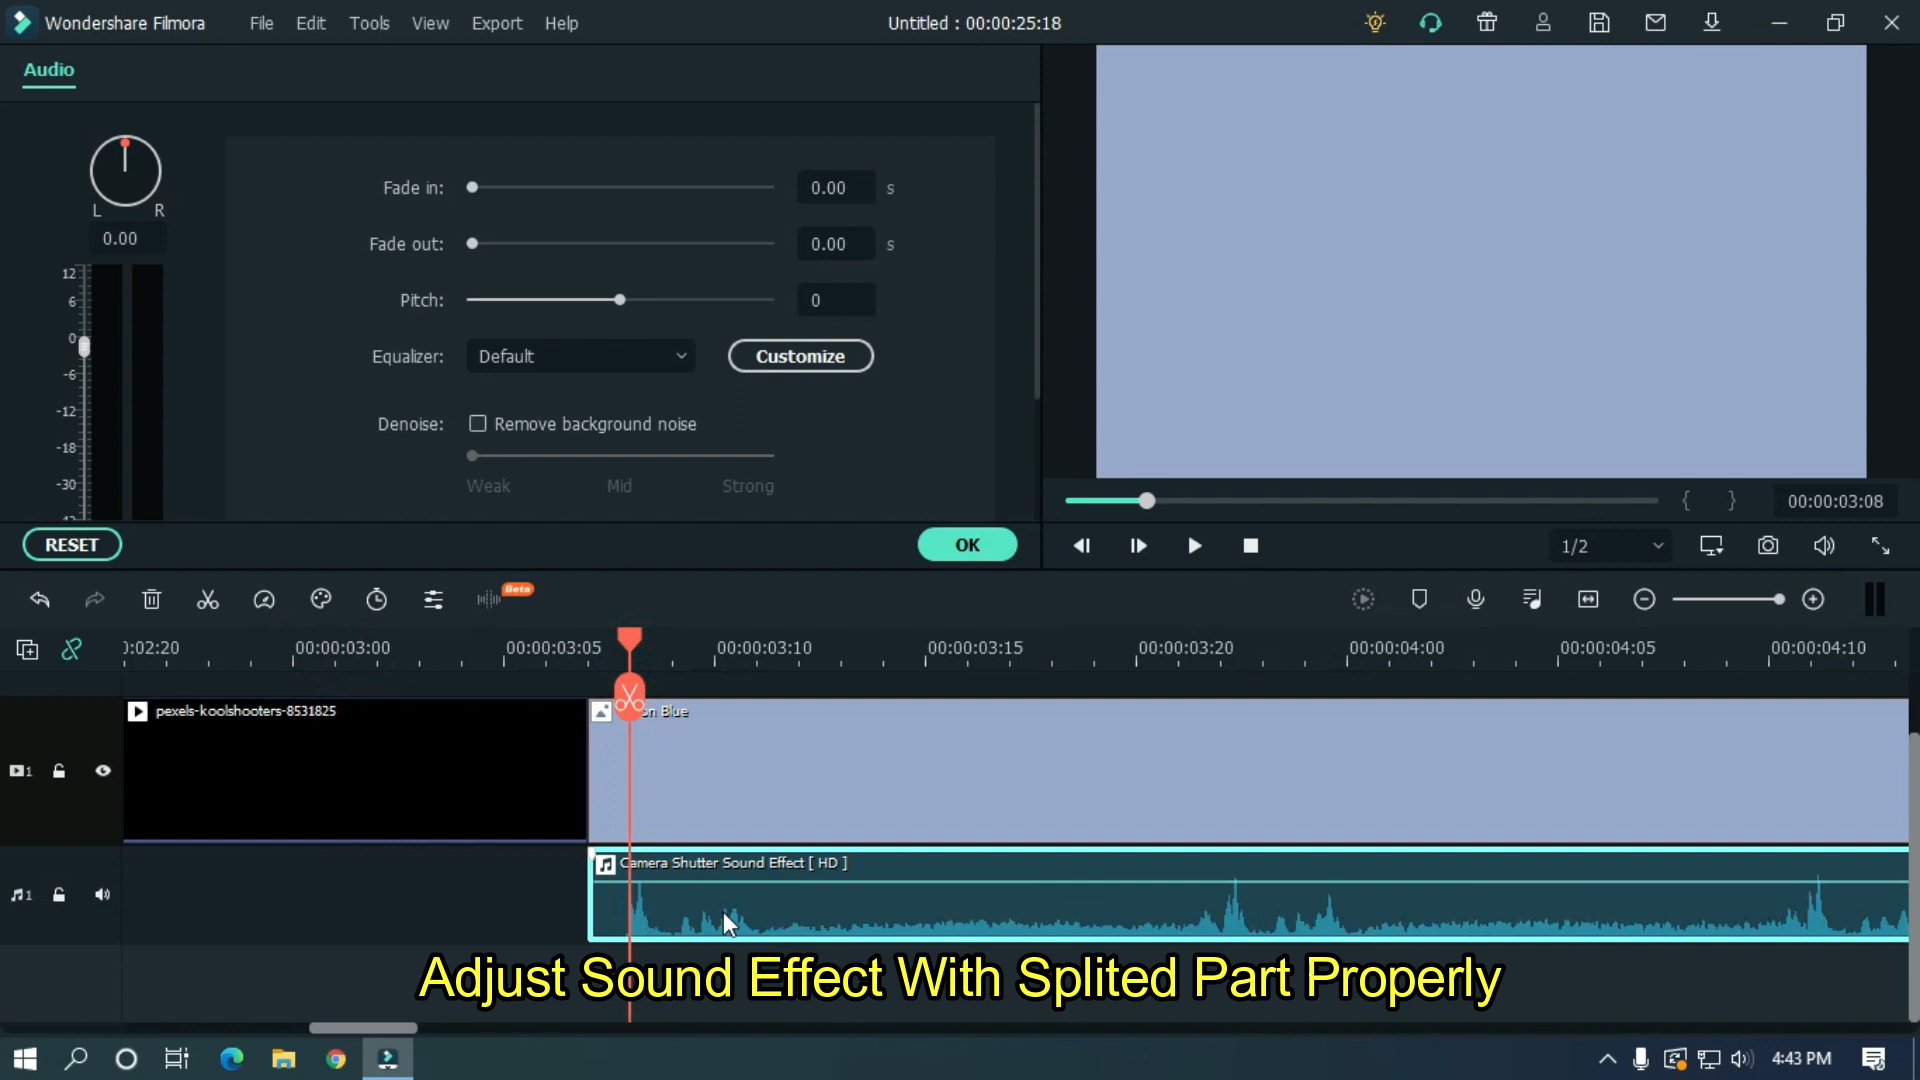 Wondershare Filmora File Edit Tools View Export Help Untitled : 00:00:25:18
Audio
L R
0.00
12
6
0
-6
-12
-18
-30
-42
Fade in: 0.00 s
Fade out: 0.00 s
Pitch: 0
Equalizer: Default Customize
Denoise: Remove background noise
Weak Mid Strong
RESET OK
{ } 00:00:03:08
1/2
Beta
00:00:03:00 00:00:03:05 00:00:03:10 00:00:03:15 00:00:03:20 00:00:04:00 00:00:04:05 00:00:04:10
pexels-koolshooters-8531825
Blue
1
Camera Shutter Sound Effect [ HD ]
1
Adjust Sound Effect With Splited Part Properly
4:43 PM